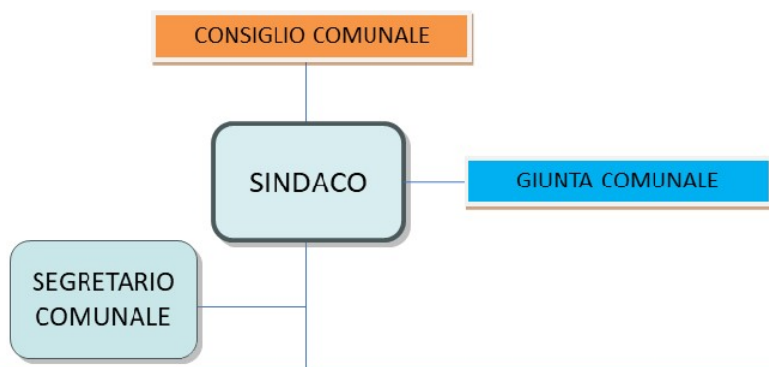 CONSIGLIO COMUNALE
SINDACO
GIUNTA COMUNALE
SEGRETARIO
COMUNALE